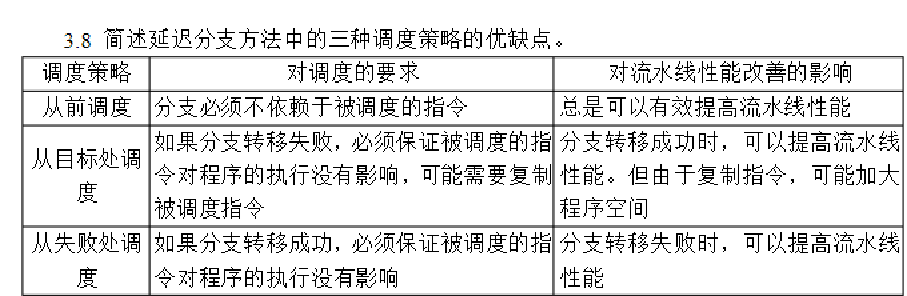 3.8 简述延迟分支方法中的三种调度策略的优缺点。
调度策略 对调度的要求 对流水线性能改善的影响
从前调度 分支必须不依赖于被调度的指令 总是可以有效提高流水线性能
从目标处调度 如果分支转移失败，必须保证被调度的指令对程序的执行没有影响，可能需要复制被调度指令 分支转移成功时，可以提高流水线性能。但由于复制指令，可能加大程序空间
从失败处调度 如果分支转移成功，必须保证被调度的指令对程序的执行没有影响 分支转移失败时，可以提高流水线性能